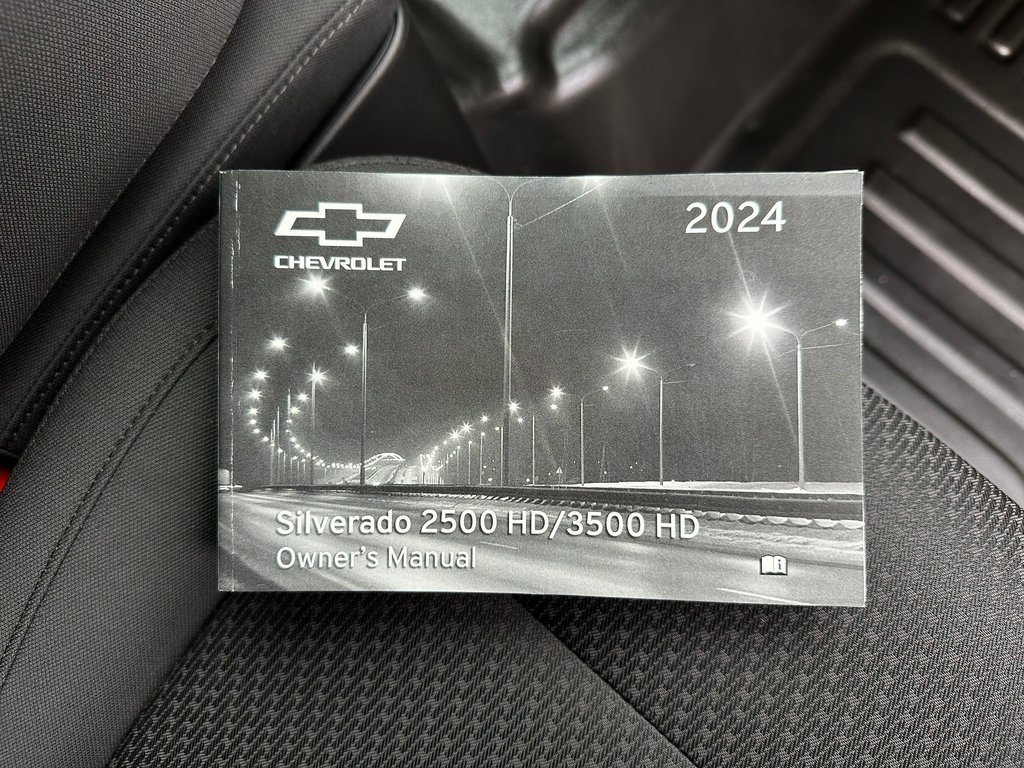 2024
CHEVROLET
Silverado 2500 HD/3500 HD
Owner's Manual